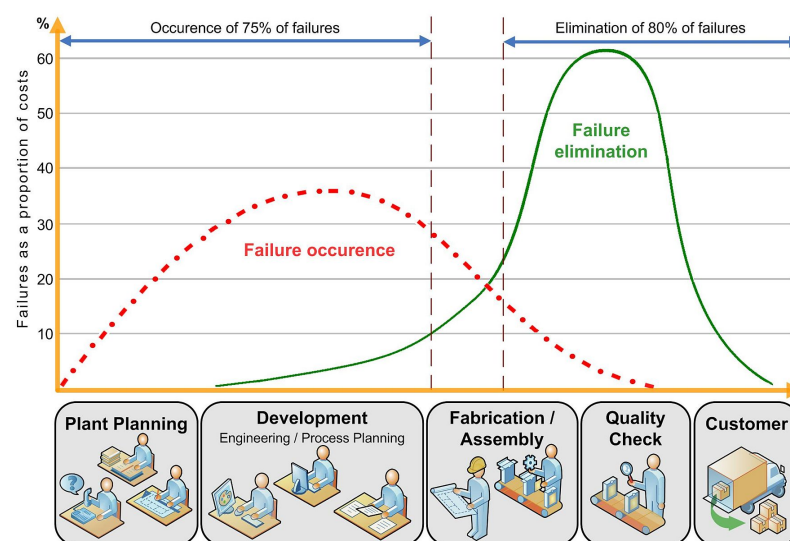 %
Occurence of 75% of failures
Elimination of 80% of failures
60
50
40
30
20
10
Failures as a proportion of costs
Failure
elimination
Failure occurence
Plant Planning
Development
Engineering / Process Planning
Fabrication /
Assembly
Quality
Check
Customer
?